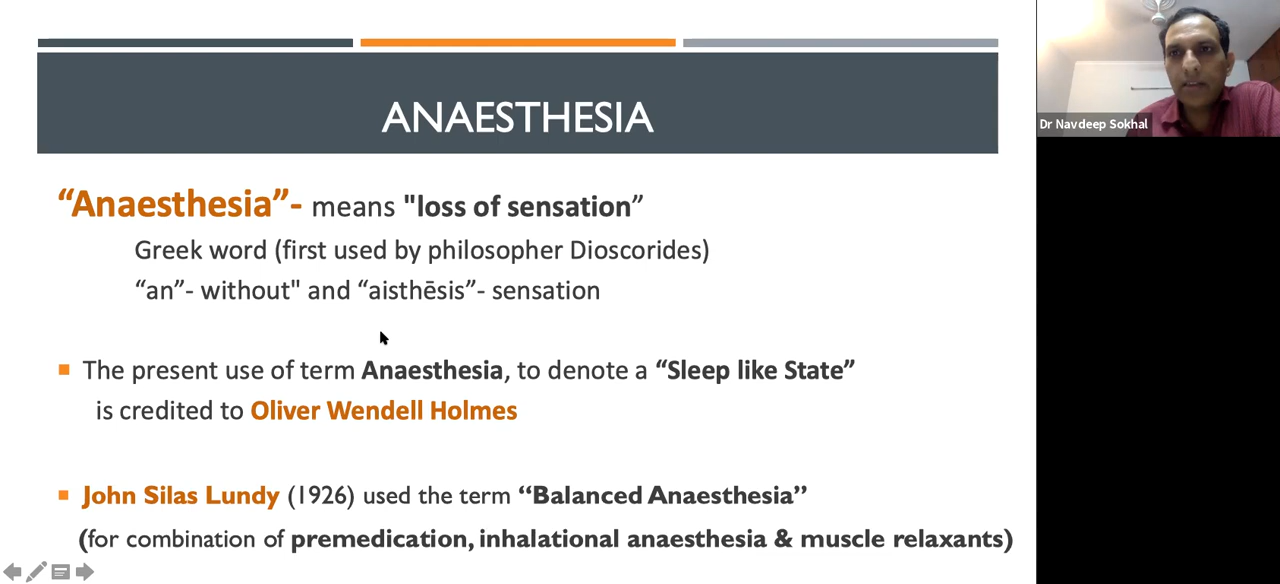 ANAESTHESIA
“Anaesthesia”- means "loss of sensation”
Greek word (first used by philosopher Dioscorides)
“an”- without" and “aisthēsis”- sensation
The present use of term Anaesthesia, to denote a “Sleep like State”
is credited to Oliver Wendell Holmes
John Silas Lundy (1926) used the term “Balanced Anaesthesia”
(for combination of premedication, inhalational anaesthesia & muscle relaxants)
Dr Navdeep Sokhal